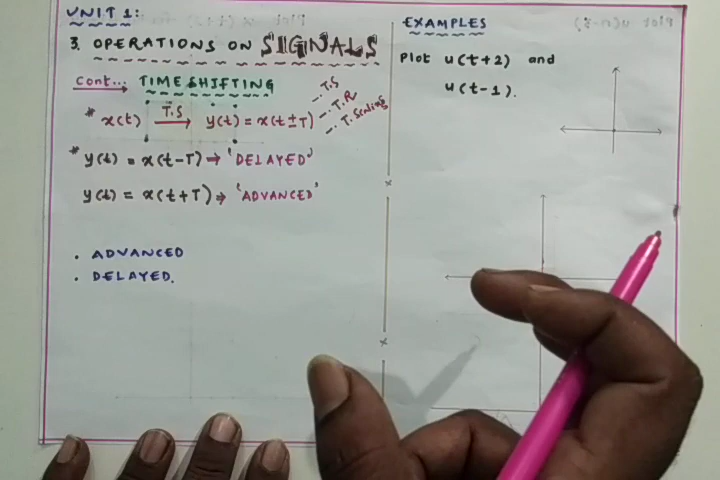 UNIT 1:
3. OPERATIONS ON SIGNALS
Cont... TIME SHIFTING
* x(t) T.S → y(t) = x(t±T)
- T.S
- T.R
- T. Scaling
* y(t) = x(t-T) → 'DELAYED'
y(t) = x(t+T) → 'ADVANCED'
. ADVANCED
. DELAYED.
EXAMPLES
Plot u(t+2) and
u(t-1).